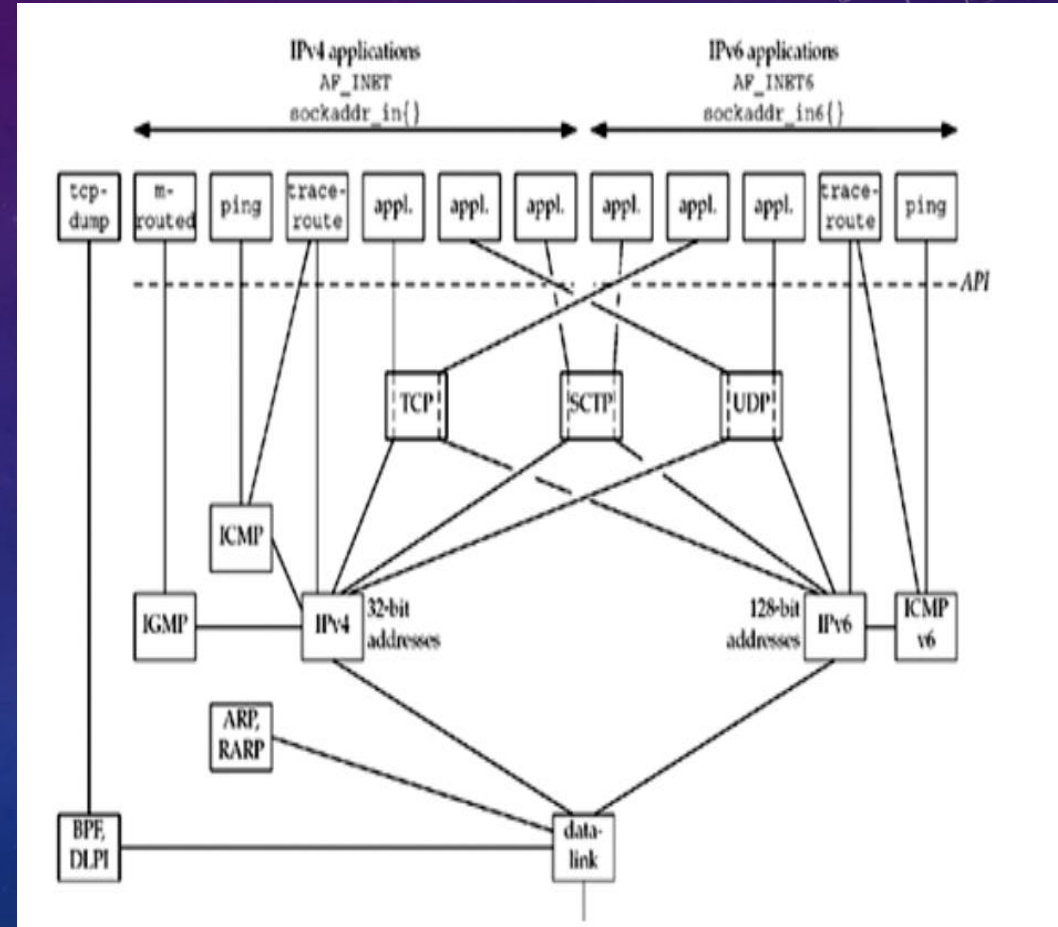 IPv4 applications
AF_INET
sockaddr_in{}
IPv6 applications
AF_INET6
sockaddr_in6{}
tcp-
dump
m-
routed
ping
trace-
route
appl.
appl.
appl.
appl.
appl.
appl.
trace-
route
ping
API
TCP
SCTP
UDP
ICMP
IGMP
IPv4
32-bit
addresses
128-bit
addresses
IPv6
ICMP
v6
ARP,
RARP
BPF,
DLPI
data-
link